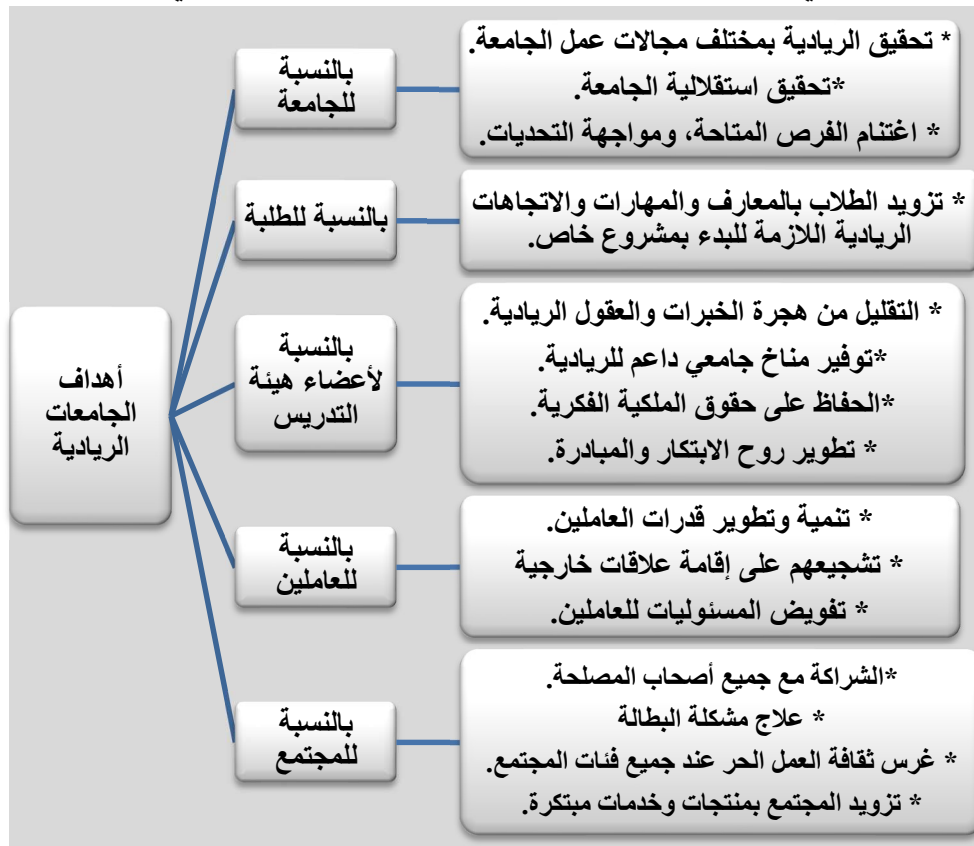 أهداف
الجامعات
الريادية
بالنسبة
للجامعة
* تحقيق الريادية بمختلف مجالات عمل الجامعة.
*تحقيق استقلالية الجامعة.
* اغتنام الفرص المتاحة، ومواجهة التحديات.
بالنسبة للطلبة
* تزويد الطلاب بالمعارف والمهارات والاتجاهات
الريادية اللازمة للبدء بمشروع خاص.
بالنسبة
لأعضاء هيئة
التدريس
* التقليل من هجرة الخبرات والعقول الريادية.
*توفير مناخ جامعي داعم للريادية.
*الحفاظ على حقوق الملكية الفكرية.
* تطوير روح الابتكار والمبادرة.
بالنسبة
للعاملين
* تنمية وتطوير قدرات العاملين.
* تشجيعهم على إقامة علاقات خارجية
* تفويض المسئوليات للعاملين.
بالنسبة
للمجتمع
*الشراكة مع جميع أصحاب المصلحة.
* علاج مشكلة البطالة
* غرس ثقافة العمل الحر عند جميع فئات المجتمع.
* تزويد المجتمع بمنتجات وخدمات مبتكرة.